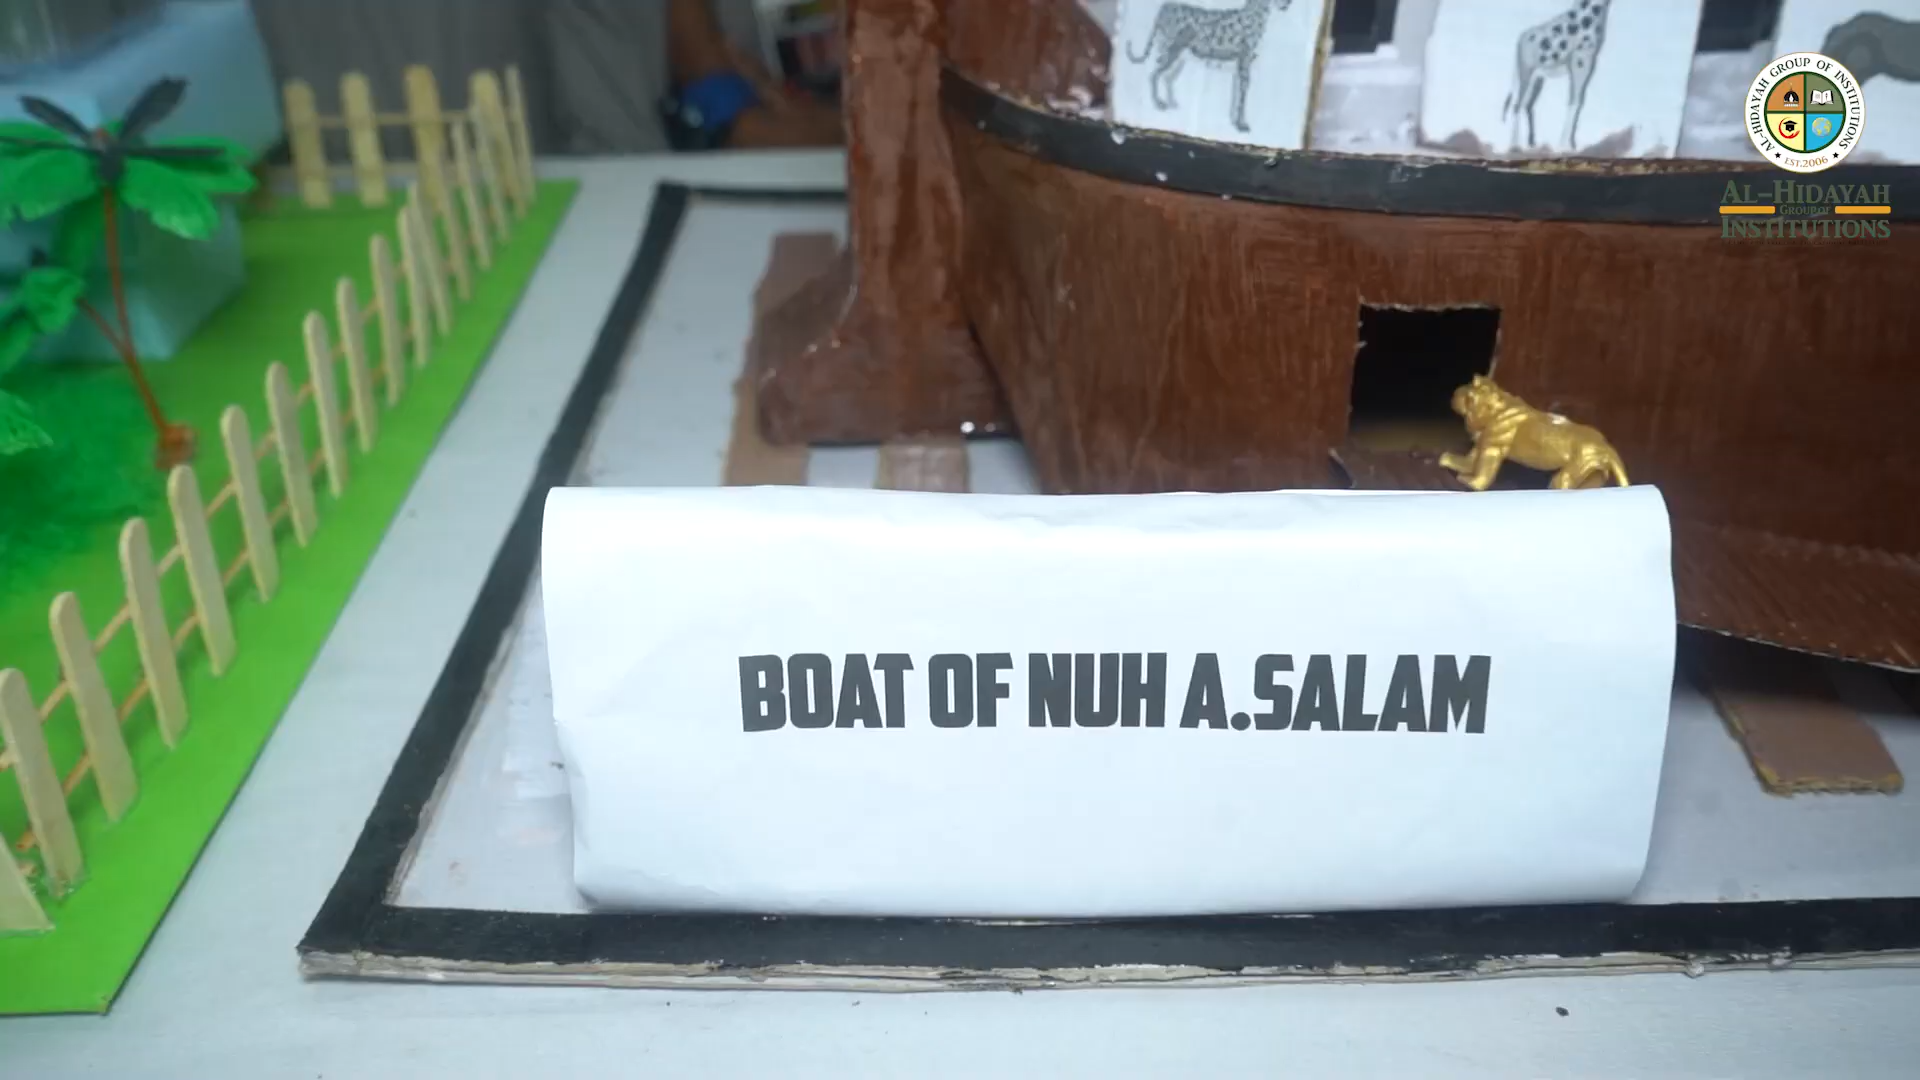 AL-HIDAYAH GROUP OF INSTITUTIONS
EST.2006
AL-HIDAYAH
GROUP OF
INSTITUTIONS
BOAT OF NUH A.SALAM